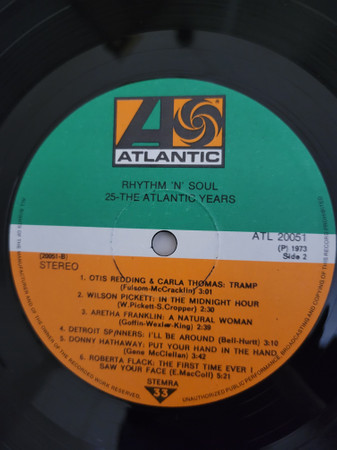 ATLANTIC
RHYTHM 'N' SOUL
25-THE ATLANTIC YEARS
ATL 20051
(P) 1973
(20051-B)
Side 2
STEREO
1. OTIS REDDING & CARLA THOMAS: TRAMP
(Fulsom-McCracklin) 3:01
2. WILSON PICKETT: IN THE MIDNIGHT HOUR
(W.Pickett-S.Cropper) 2:30
3. ARETHA FRANKLIN: A NATURAL WOMAN
(Goffin-Wexler-King) 2:39
4. DETROIT SPINNERS: I'LL BE AROUND (Bell-Hurtt) 3:10
5. DONNY HATHAWAY: PUT YOUR HAND IN THE HAND
(Gene McClellan) 3:42
6. ROBERTA FLACK: THE FIRST TIME EVER I
SAW YOUR FACE (E.MacColl) 5:21
STEMRA
33
ALL RIGHTS OF THE MANUFACTURER AND OF THE OWNER OF THE RECORDED WORK RESERVED.
UNAUTHORIZED PUBLIC PERFORMANCE, BROADCASTING AND COPYING OF THIS RECORD PROHIBITED